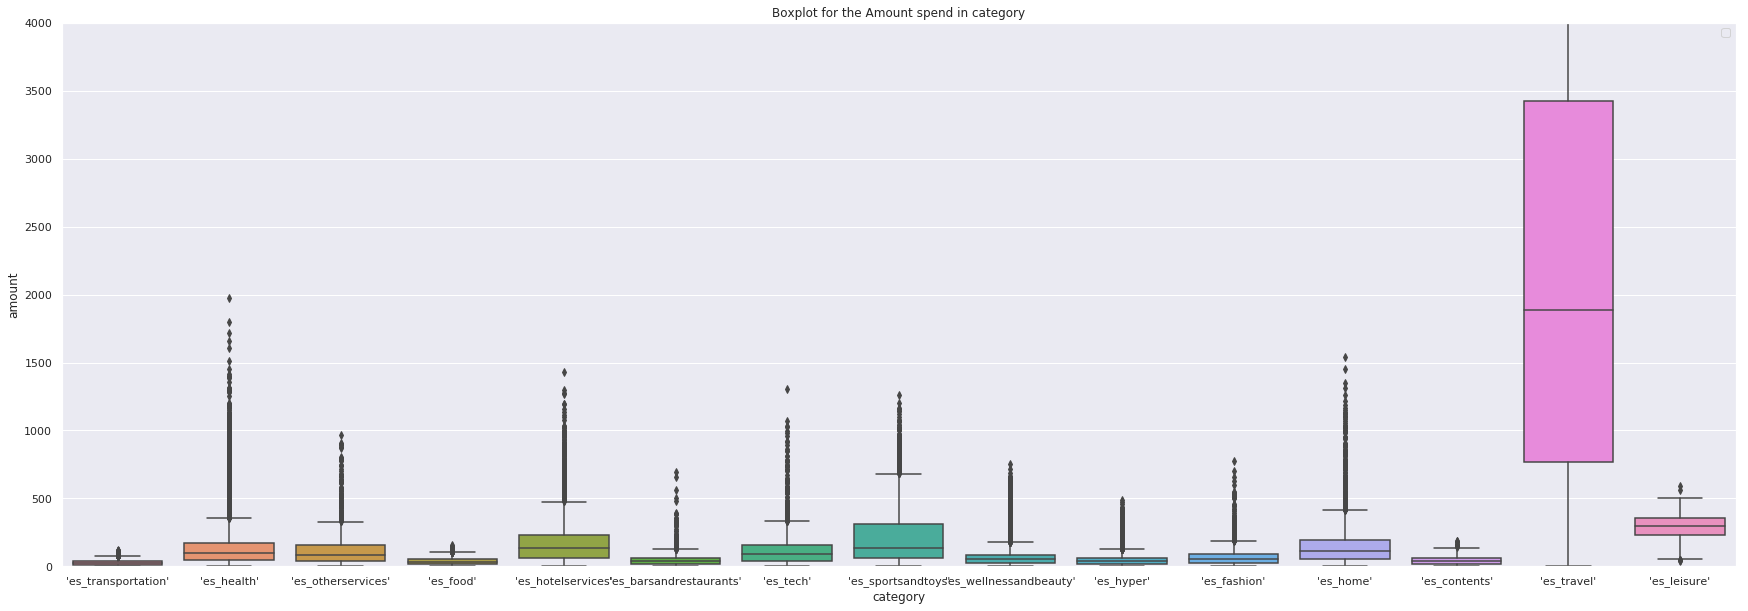 Boxplot for the Amount spend in category
4000
3500
3000
2500
2000
1500
1000
500
0
amount
'es_transportation' 'es_health' 'es_otherservices' 'es_food' 'es_hotelservices' 'es_barsandrestaurants' 'es_tech' 'es_sportsandtoys' 'es_wellnessandbeauty' 'es_hyper' 'es_fashion' 'es_home' 'es_contents' 'es_travel' 'es_leisure'
category